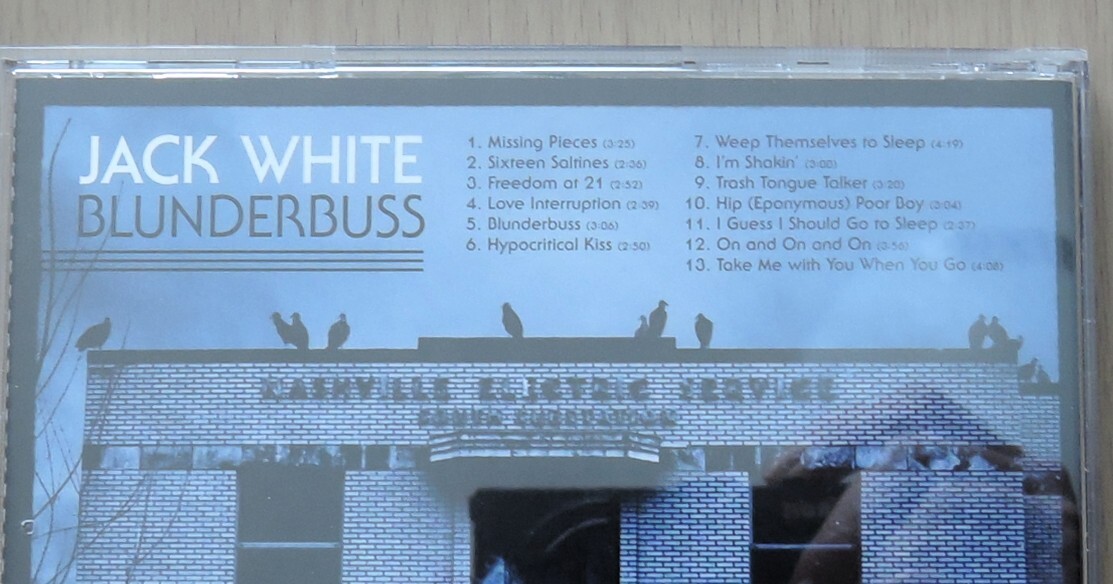 JACK WHITE
BLUNDERBUSS
1. Missing Pieces (3:25)
2. Sixteen Saltines (2:36)
3. Freedom at 21 (2:52)
4. Love Interruption (2:39)
5. Blunderbuss (3:06)
6. Hypocritical Kiss (2:50)
7. Weep Themselves to Sleep (4:19)
8. I'm Shakin' (3:00)
9. Trash Tongue Talker (3:20)
10. Hip (Eponymous) Poor Boy (3:04)
11. I Guess I Should Go to Sleep (2:37)
12. On and On and On (3:56)
13. Take Me with You When You Go (4:08)
NASHVILLE ELECTRIC SERVICE